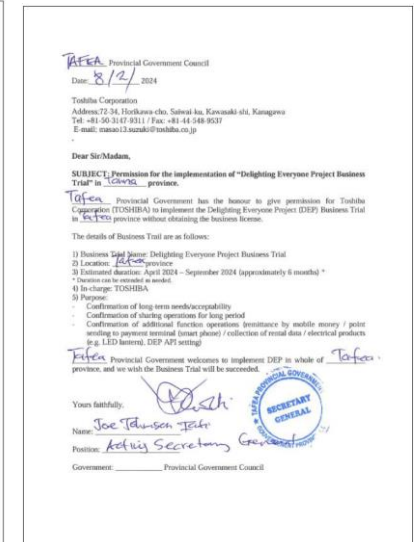 TAFEA Provincial Government Council
Date: 8/2/ 2024
Toshiba Corporation
Address:72-34, Horikawa-cho, Saiwai-ku, Kawasaki-shi, Kanagawa
Tel: +81-50-3147-9311 / Fax: +81-44-548-9537
E-mail: masao13.suzuki@toshiba.co.jp
Dear Sir/Madam,
SUBJECT: Permission for the implementation of “Delighting Everyone Project Business
Trial” in province.
Tafea Provincial Government has the honour to give permission for Toshiba
Corporation (TOSHIBA) to implement the Delighting Everyone Project (DEP) Business Trial
in Tafea province without obtaining the business license.
The details of Business Trail are as follows:
1) Business Trial Name: Delighting Everyone Project Business Trial
2) Location: Tafea province
3) Estimated duration: April 2024 – September 2024 (approximately 6 months) *
* Duration can be extended as needed.
4) In-charge: TOSHIBA
5) Purpose:
- Confirmation of long-term needs/acceptability
- Confirmation of sharing operations for long period
- Confirmation of additional function operations (remittance by mobile money / point
sending to payment terminal (smart phone) / collection of rental data / electrical products
(e.g. LED lantern), DEP API setting)
Tafea Provincial Government welcomes to implement DEP in whole of Tafea
province, and we wish the Business Trial will be succeeded.
Yours faithfully,
TAFEA PROVINCIAL GOVERNMENT
SECRETARY
GENERAL
Name: Joe Johnson
Position: Acting Secretary General
Government: Provincial Government Council